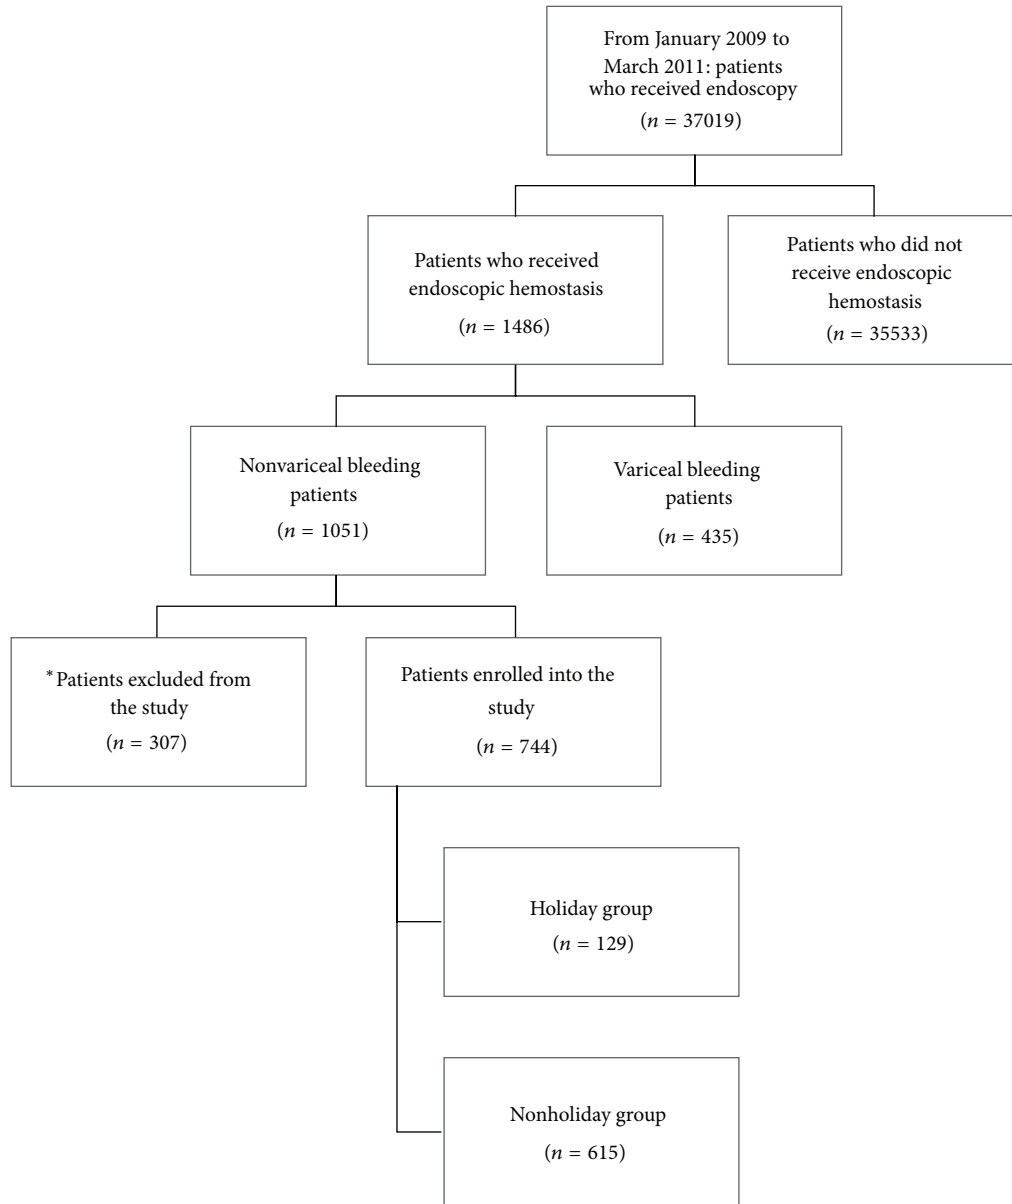 From January 2009 to
March 2011: patients
who received endoscopy
(n = 37019)
Patients who received
endoscopic hemostasis
(n = 1486)
Patients who did not
receive endoscopic
hemostasis
(n = 35533)
Nonvariceal bleeding
patients
(n = 1051)
Variceal bleeding
patients
(n = 435)
*Patients excluded from
the study
(n = 307)
Patients enrolled into the
study
(n = 744)
Holiday group
(n = 129)
Nonholiday group
(n = 615)